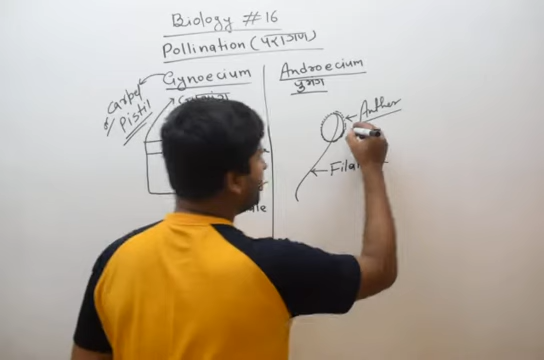 Biology #16
Pollination (परागण)
Gynoecium
Androecium
पुमंग
Carpel
Pistil
Anther